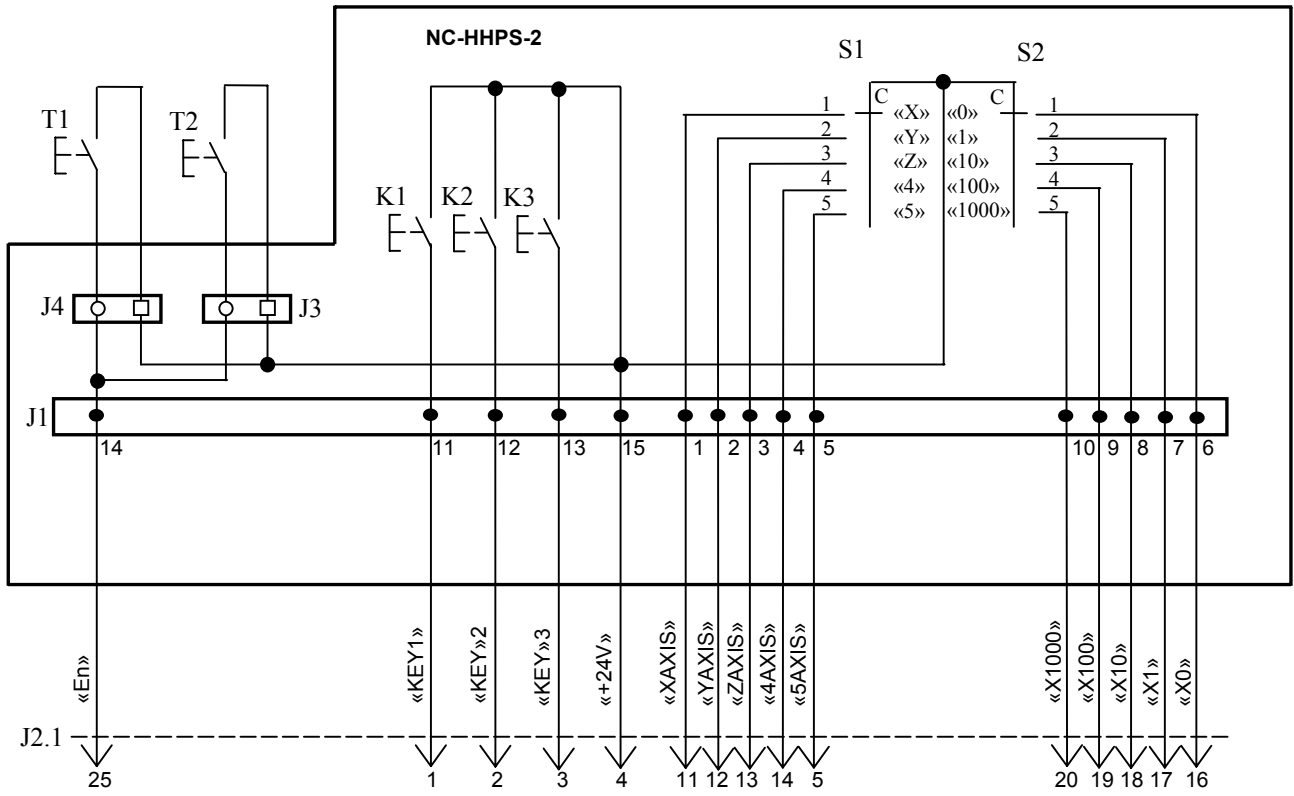 NC-HHPS-2
S1 S2
T1 T2
1 C «X» «0» C 1
2 «Y» «1» 2
3 «Z» «10» 3
4 «4» «100» 4
5 «5» «1000» 5
K1 K2 K3
J4 J3
J1
14 11 12 13 15 1 2 3 4 5 10 9 8 7 6
«En» «KEY1» «KEY»2 «KEY»3 «+24V» «XAXIS» «YAXIS» «ZAXIS» «4AXIS» «5AXIS» «X1000» «X100» «X10» «X1» «X0»
J2.1
25 1 2 3 4 11 12 13 14 5 20 19 18 17 16